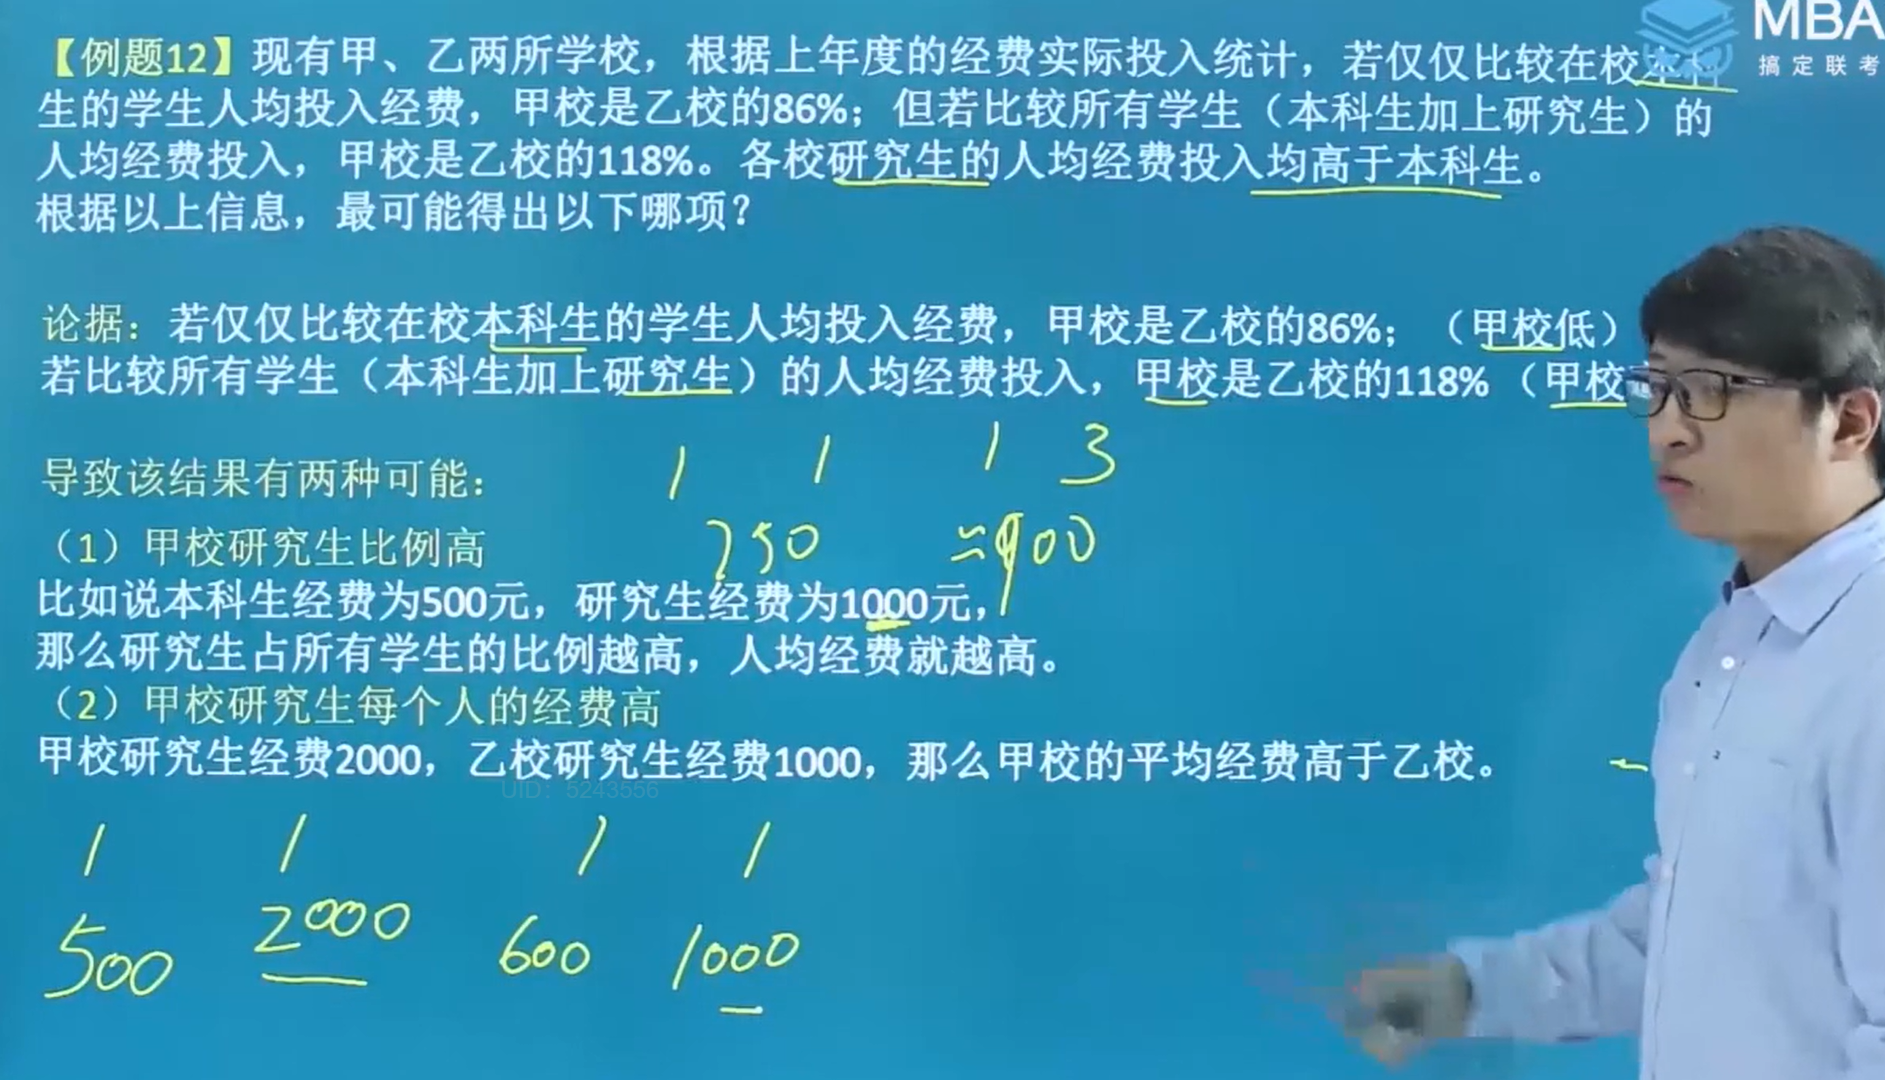 MBA
搞定联考
【例题12】现有甲、乙两所学校，根据上年度的经费实际投入统计，若仅仅比较在校本科
生的学生人均投入经费，甲校是乙校的86%；但若比较所有学生（本科生加上研究生）的
人均经费投入，甲校是乙校的118%。各校研究生的人均经费投入均高于本科生。
根据以上信息，最可能得出以下哪项？
论据：若仅仅比较在校本科生的学生人均投入经费，甲校是乙校的86%；（甲校低）
若比较所有学生（本科生加上研究生）的人均经费投入，甲校是乙校的118%（甲校
1 1 1 3
导致该结果有两种可能：
750 ≈900
（1）甲校研究生比例高
比如说本科生经费为500元，研究生经费为1000元，
那么研究生占所有学生的比例越高，人均经费就越高。
（2）甲校研究生每个人的经费高
甲校研究生经费2000，乙校研究生经费1000，那么甲校的平均经费高于乙校。
UID：5243556
1 1 1 1
500 2000 600 1000